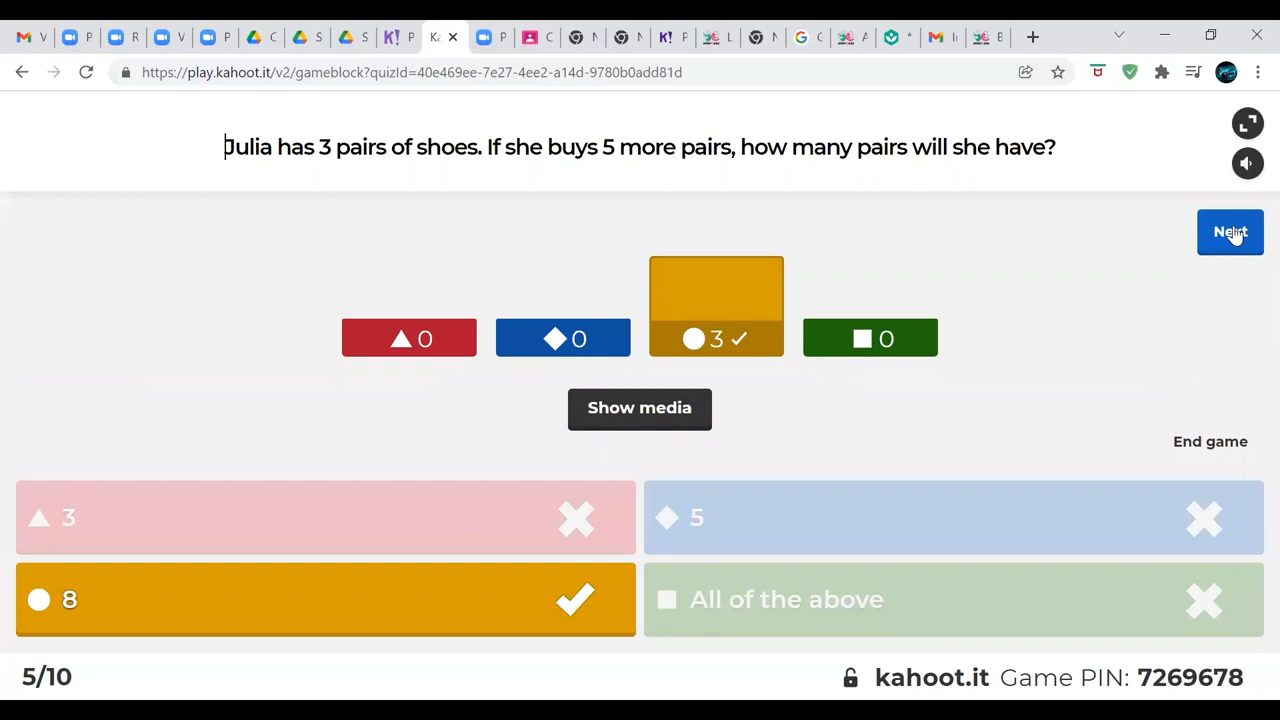 V P R V P C S S P Ka P C N N P L N G A * Ir E
https://play.kahoot.it/v2/gameblock?quizId=40e469ee-7e27-4ee2-a14d-9780b0add81d
Julia has 3 pairs of shoes. If she buys 5 more pairs, how many pairs will she have?
Next
0 0 3 0
Show media
End game
3 5
8 All of the above
5/10 kahoot.it Game PIN: 7269678